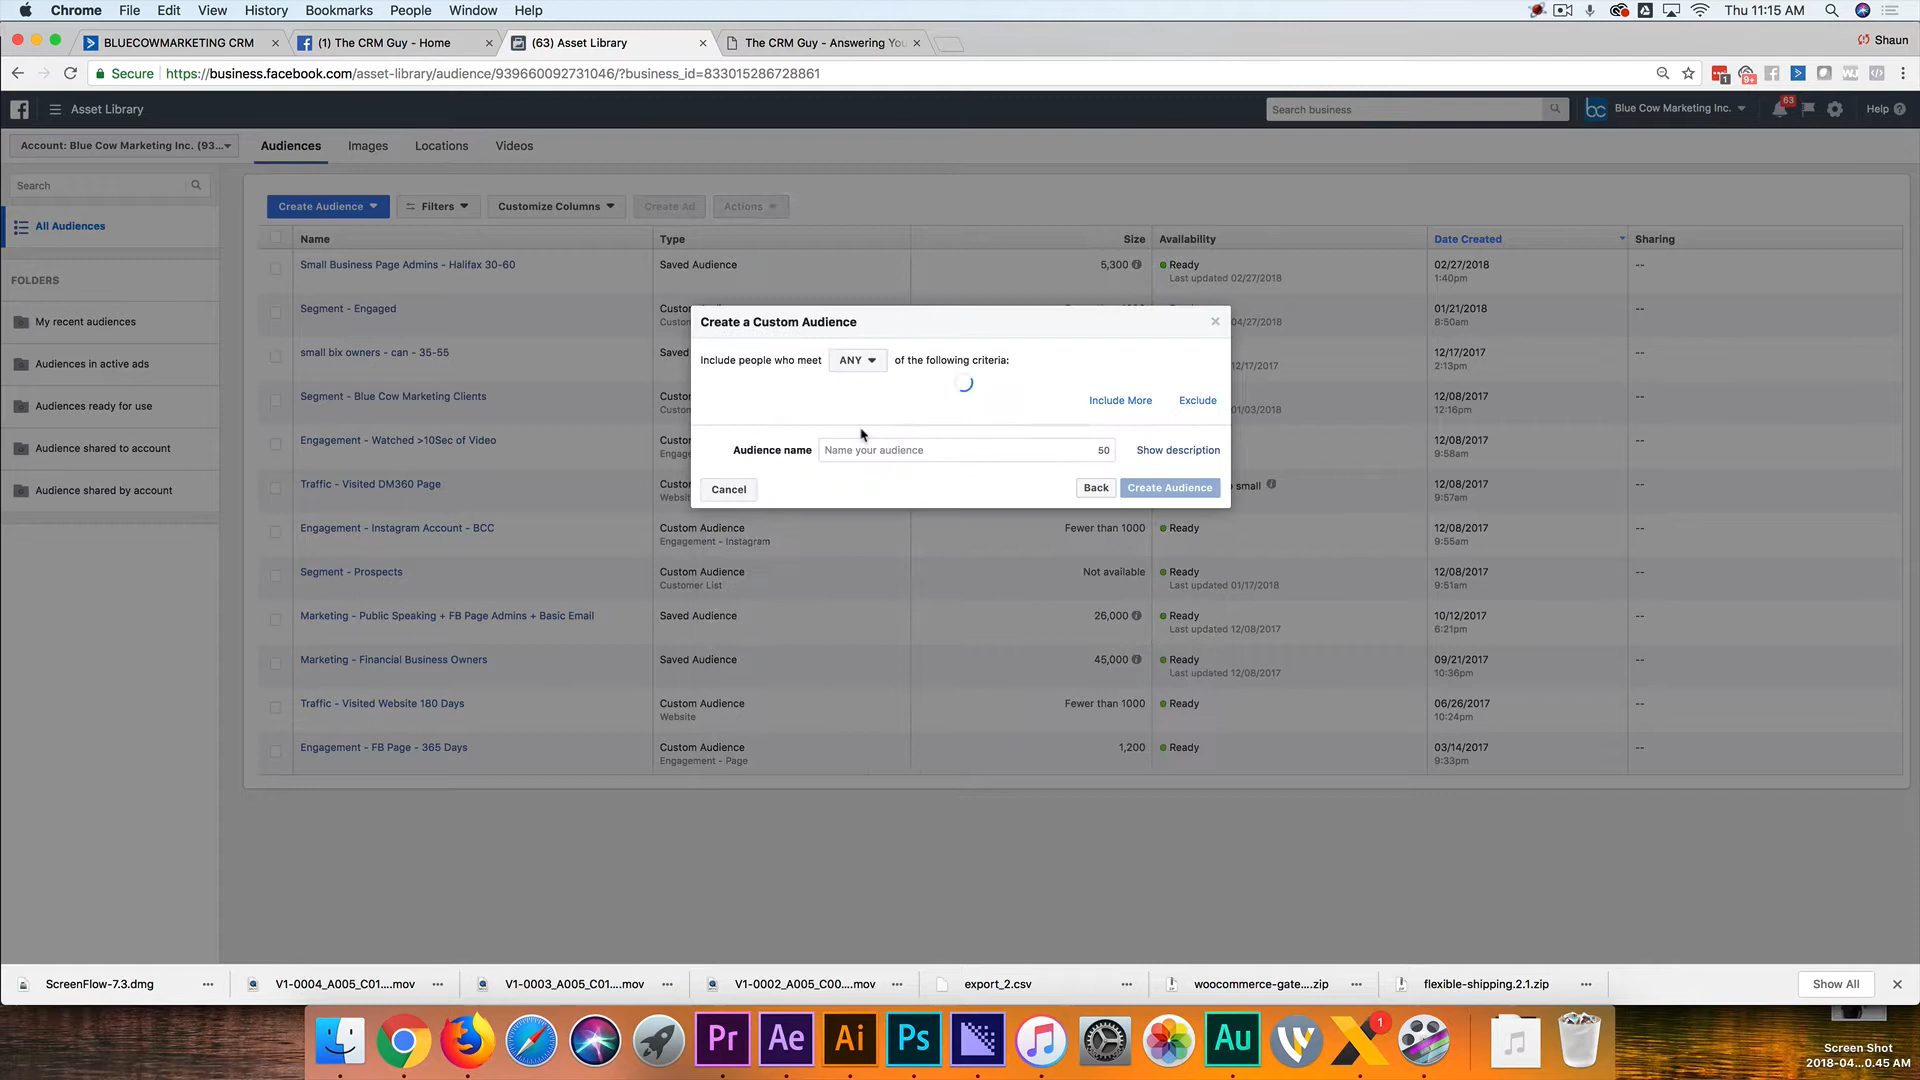 Chrome File Edit View History Bookmarks People Window Help Thu 11:15 AM
BLUECOWMARKETING CRM (1) The CRM Guy - Home (63) Asset Library The CRM Guy - Answering You Shaun
Secure https://business.facebook.com/asset-library/audience/939660092731046/?business_id=833015286728861 1 9+
Asset Library Search business bc Blue Cow Marketing Inc. 63 Help
Account: Blue Cow Marketing Inc. (93... Audiences Images Locations Videos
Search
All Audiences
FOLDERS
My recent audiences
Audiences in active ads
Audiences ready for use
Audience shared to account
Audience shared by account
Create Audience Filters Customize Columns Create Ad Actions
Name Type Size Availability Date Created Sharing
Small Business Page Admins - Halifax 30-60 Saved Audience 5,300 Ready 02/27/2018 --
Last updated 02/27/2018 1:40pm
Segment - Engaged Ready 01/21/2018 --
04/27/2018 8:50am
small bix owners - can - 35-55 Saved 12/17/2017 --
12/17/2017 2:13pm
Segment - Blue Cow Marketing Clients 12/08/2017 --
01/03/2018 12:16pm
Engagement - Watched >10Sec of Video 12/08/2017 --
9:58am
Traffic - Visited DM360 Page small 12/08/2017 --
9:57am
Engagement - Instagram Account - BCC Custom Audience Fewer than 1000 Ready 12/08/2017 --
Engagement - Instagram 9:55am
Segment - Prospects Custom Audience Not available Ready 12/08/2017 --
Customer List Last updated 01/17/2018 9:51am
Marketing - Public Speaking + FB Page Admins + Basic Email Saved Audience 26,000 Ready 10/12/2017 --
Last updated 12/08/2017 6:21pm
Marketing - Financial Business Owners Saved Audience 45,000 Ready 09/21/2017 --
Last updated 12/08/2017 10:36pm
Traffic - Visited Website 180 Days Custom Audience Fewer than 1000 Ready 06/26/2017 --
Website 10:24pm
Engagement - FB Page - 365 Days Custom Audience 1,200 Ready 03/14/2017 --
Engagement - Page 9:33pm
Create a Custom Audience
Include people who meet ANY of the following criteria:
Include More Exclude
Audience name Name your audience 50 Show description
Cancel Back Create Audience
ScreenFlow-7.3.dmg V1-0004_A005_C01....mov V1-0003_A005_C01....mov V1-0002_A005_C00....mov export_2.csv woocommerce-gate....zip flexible-shipping.2.1.zip Show All
Pr Ae Ai Ps Au 1
Screen Shot
2018-04...0.45 AM